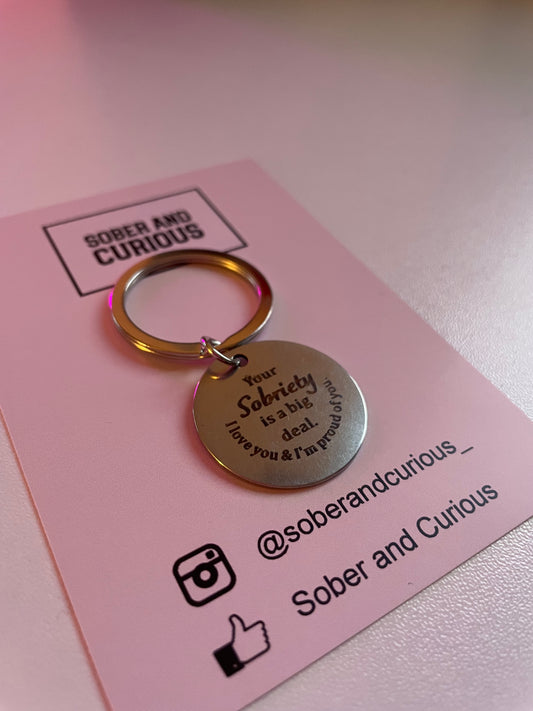 SOBER AND
CURIOUS
Your
Sobriety
is a big
deal.
I love you & I'm proud of you.
@soberandcurious_
Sober and Curious